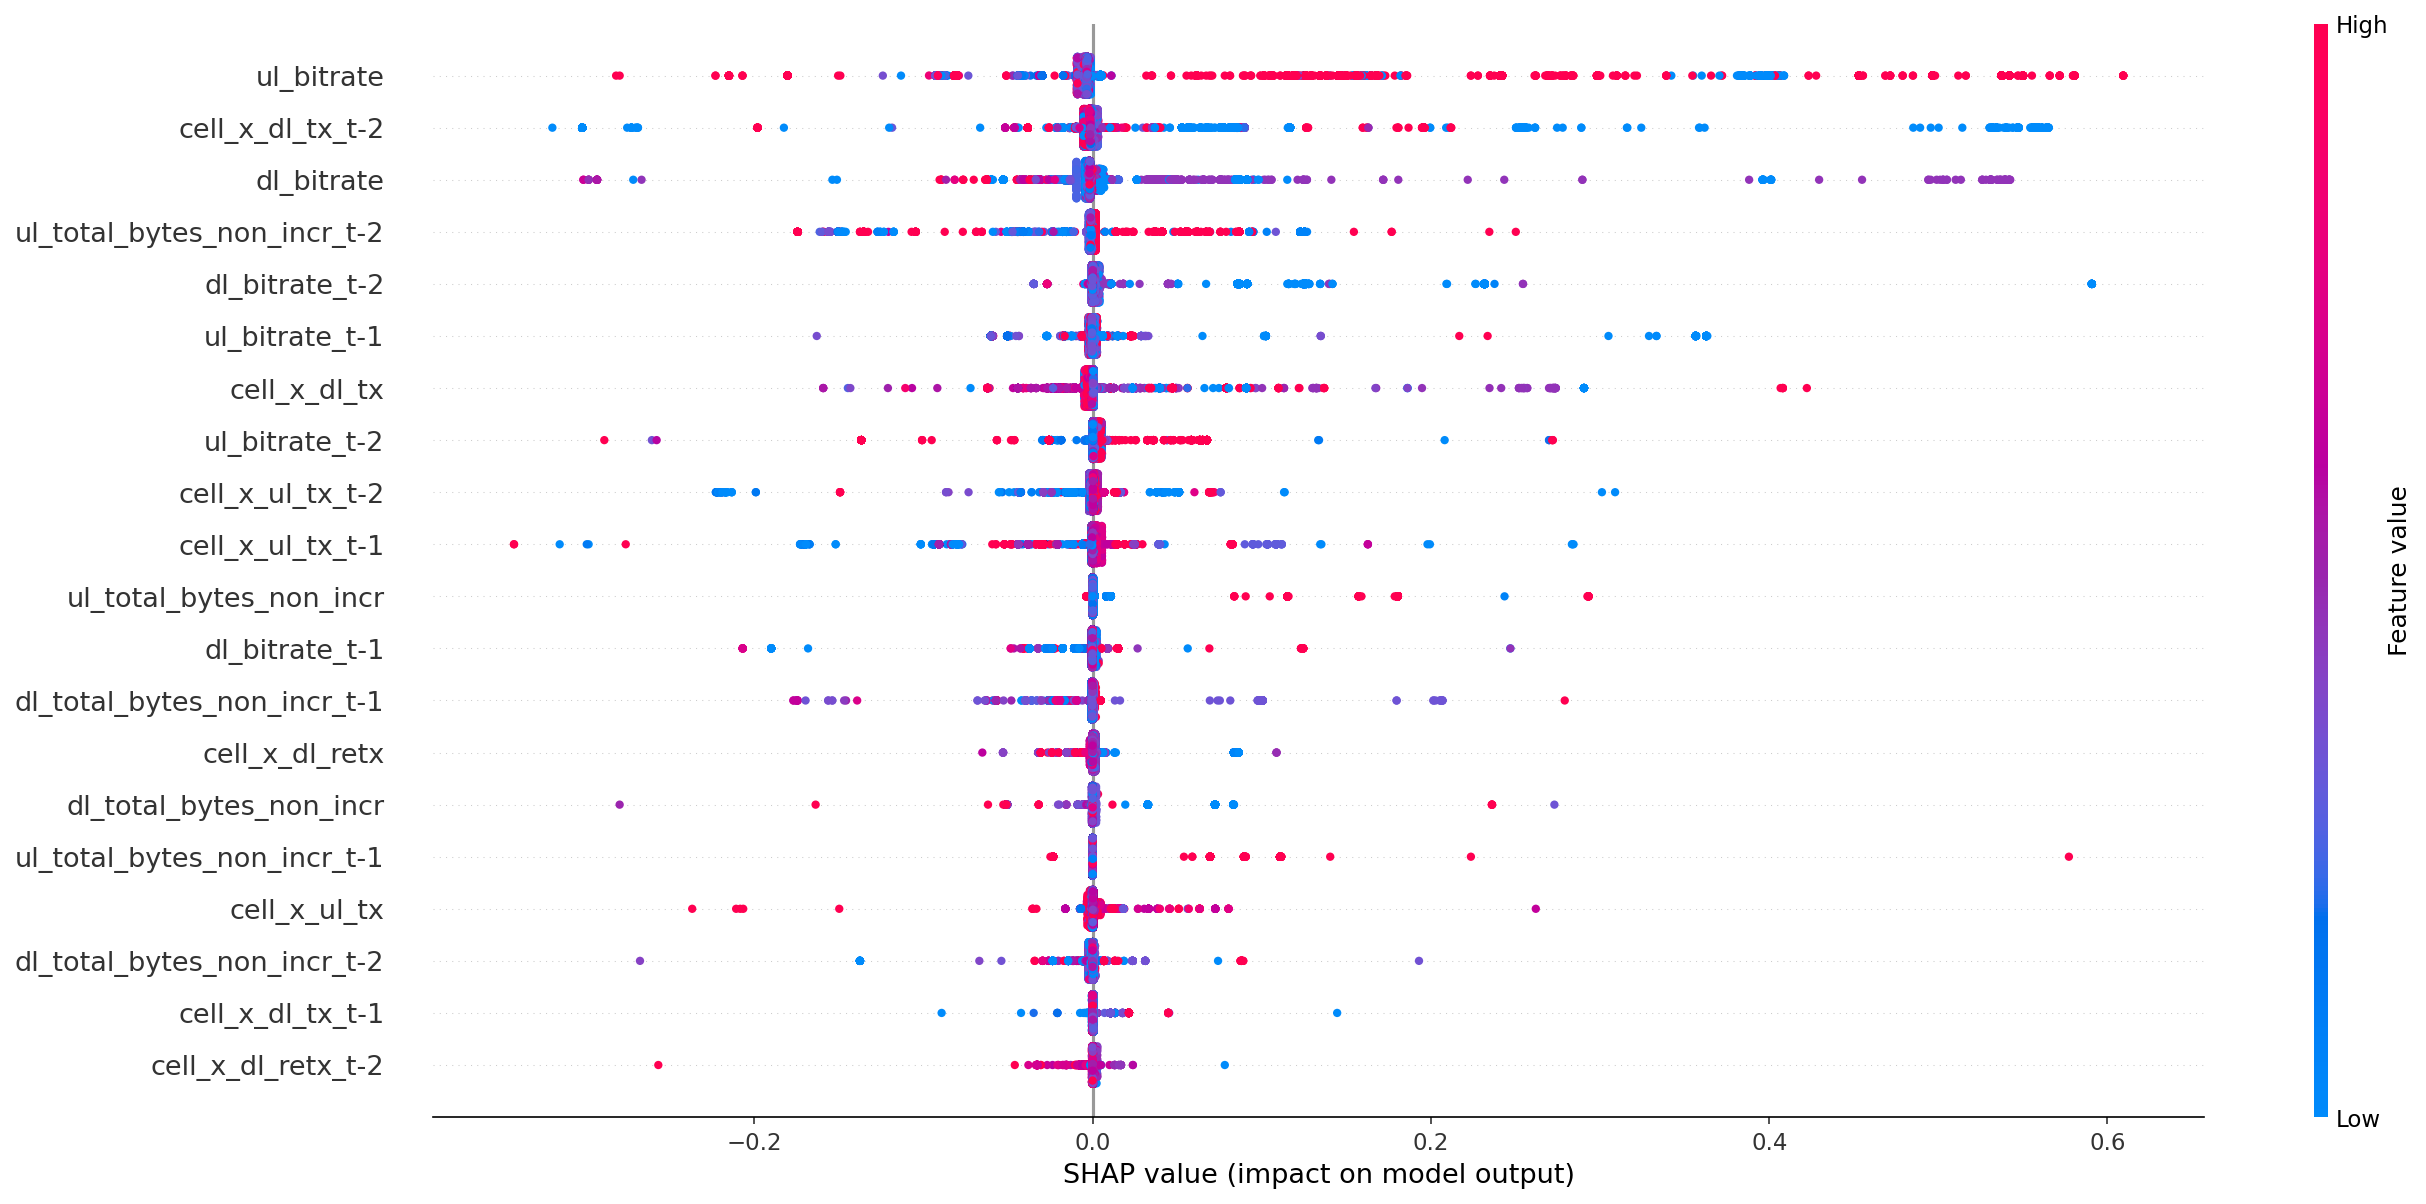 High
ul_bitrate
cell_x_dl_tx_t-2
dl_bitrate
ul_total_bytes_non_incr_t-2
dl_bitrate_t-2
ul_bitrate_t-1
cell_x_dl_tx
ul_bitrate_t-2
cell_x_ul_tx_t-2
cell_x_ul_tx_t-1
ul_total_bytes_non_incr
dl_bitrate_t-1
dl_total_bytes_non_incr_t-1
cell_x_dl_retx
dl_total_bytes_non_incr
ul_total_bytes_non_incr_t-1
cell_x_ul_tx
dl_total_bytes_non_incr_t-2
cell_x_dl_tx_t-1
cell_x_dl_retx_t-2
Feature value
Low
−0.2 0.0 0.2 0.4 0.6
SHAP value (impact on model output)